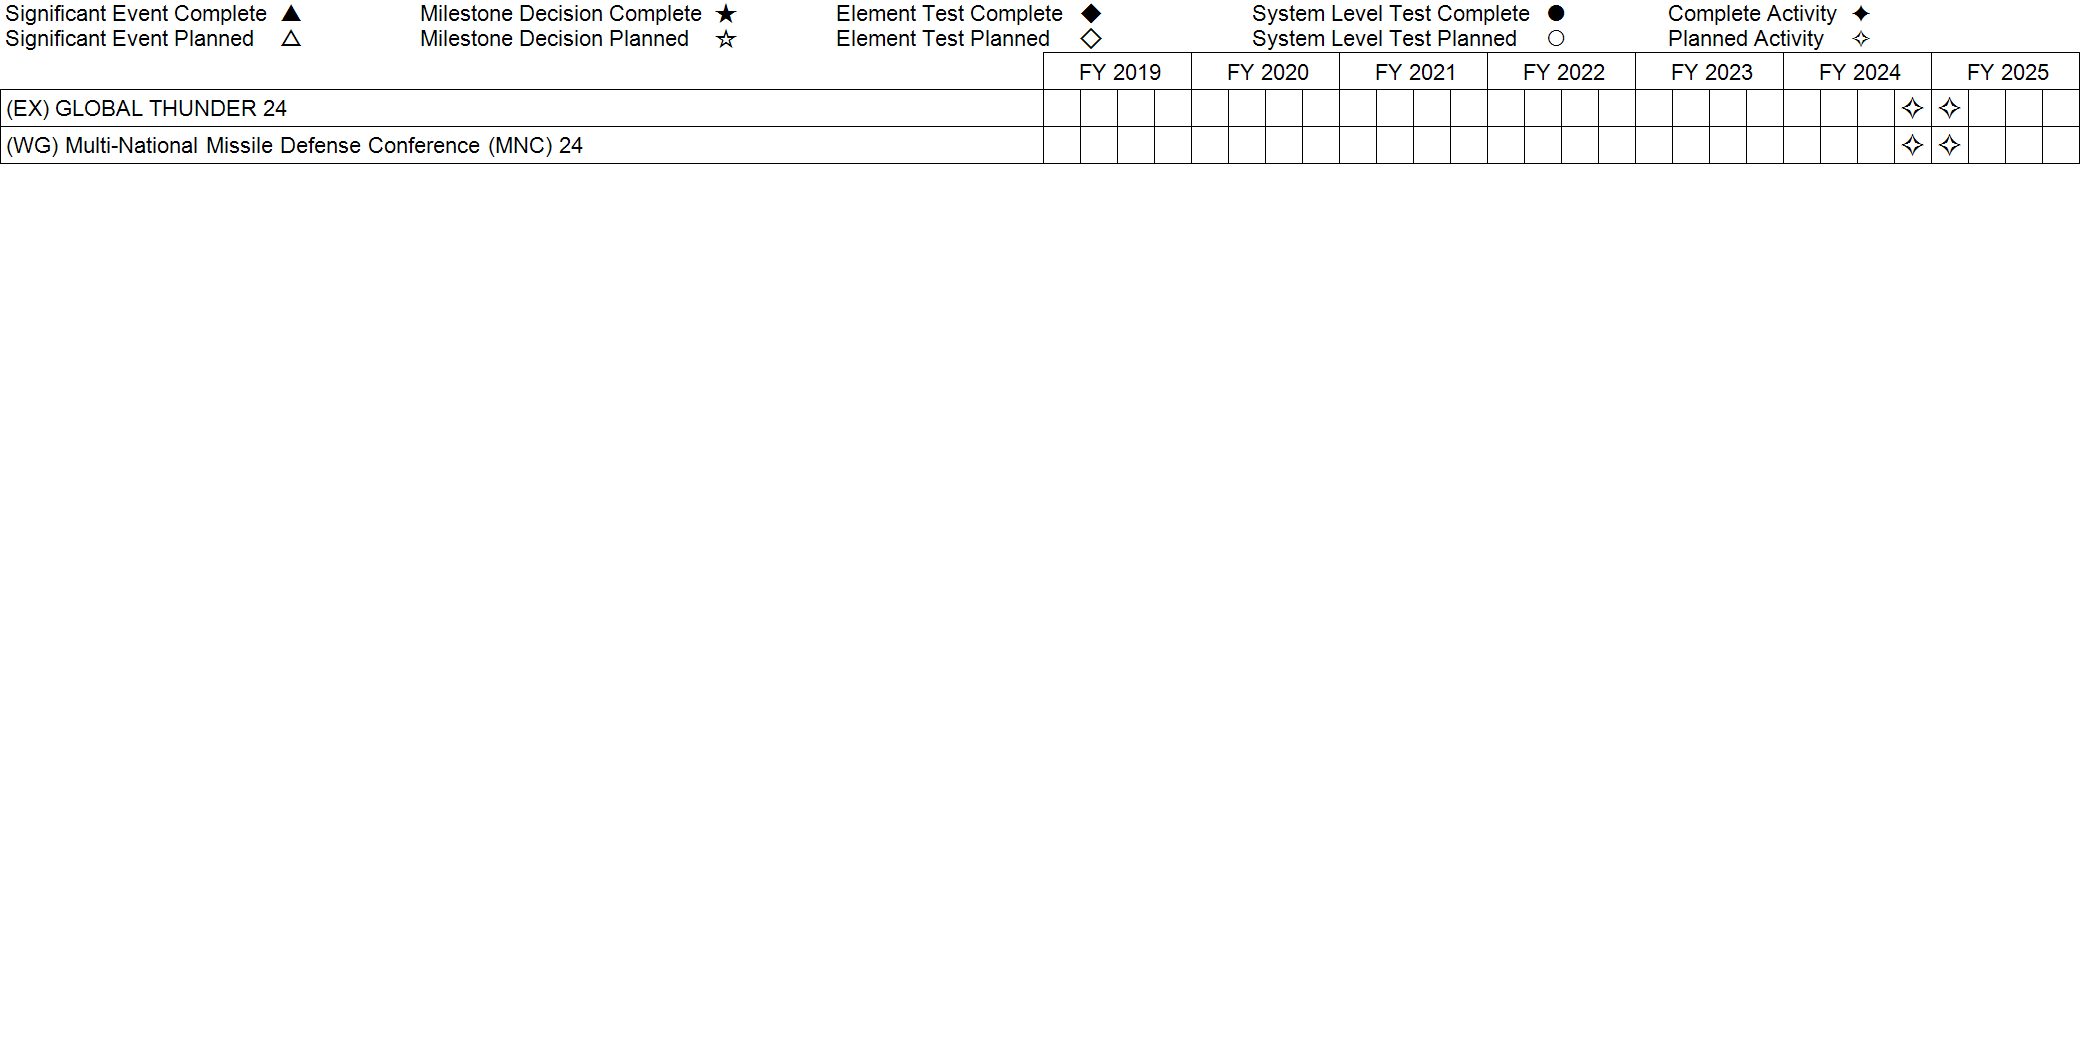 Significant Event Complete ▲ Milestone Decision Complete ★ Element Test Complete ◆ System Level Test Complete ● Complete Activity ✦
Significant Event Planned △ Milestone Decision Planned ☆ Element Test Planned ◇ System Level Test Planned ○ Planned Activity ✧
FY 2019 FY 2020 FY 2021 FY 2022 FY 2023 FY 2024 FY 2025
(EX) GLOBAL THUNDER 24 ✧ ✧
(WG) Multi-National Missile Defense Conference (MNC) 24 ✧ ✧